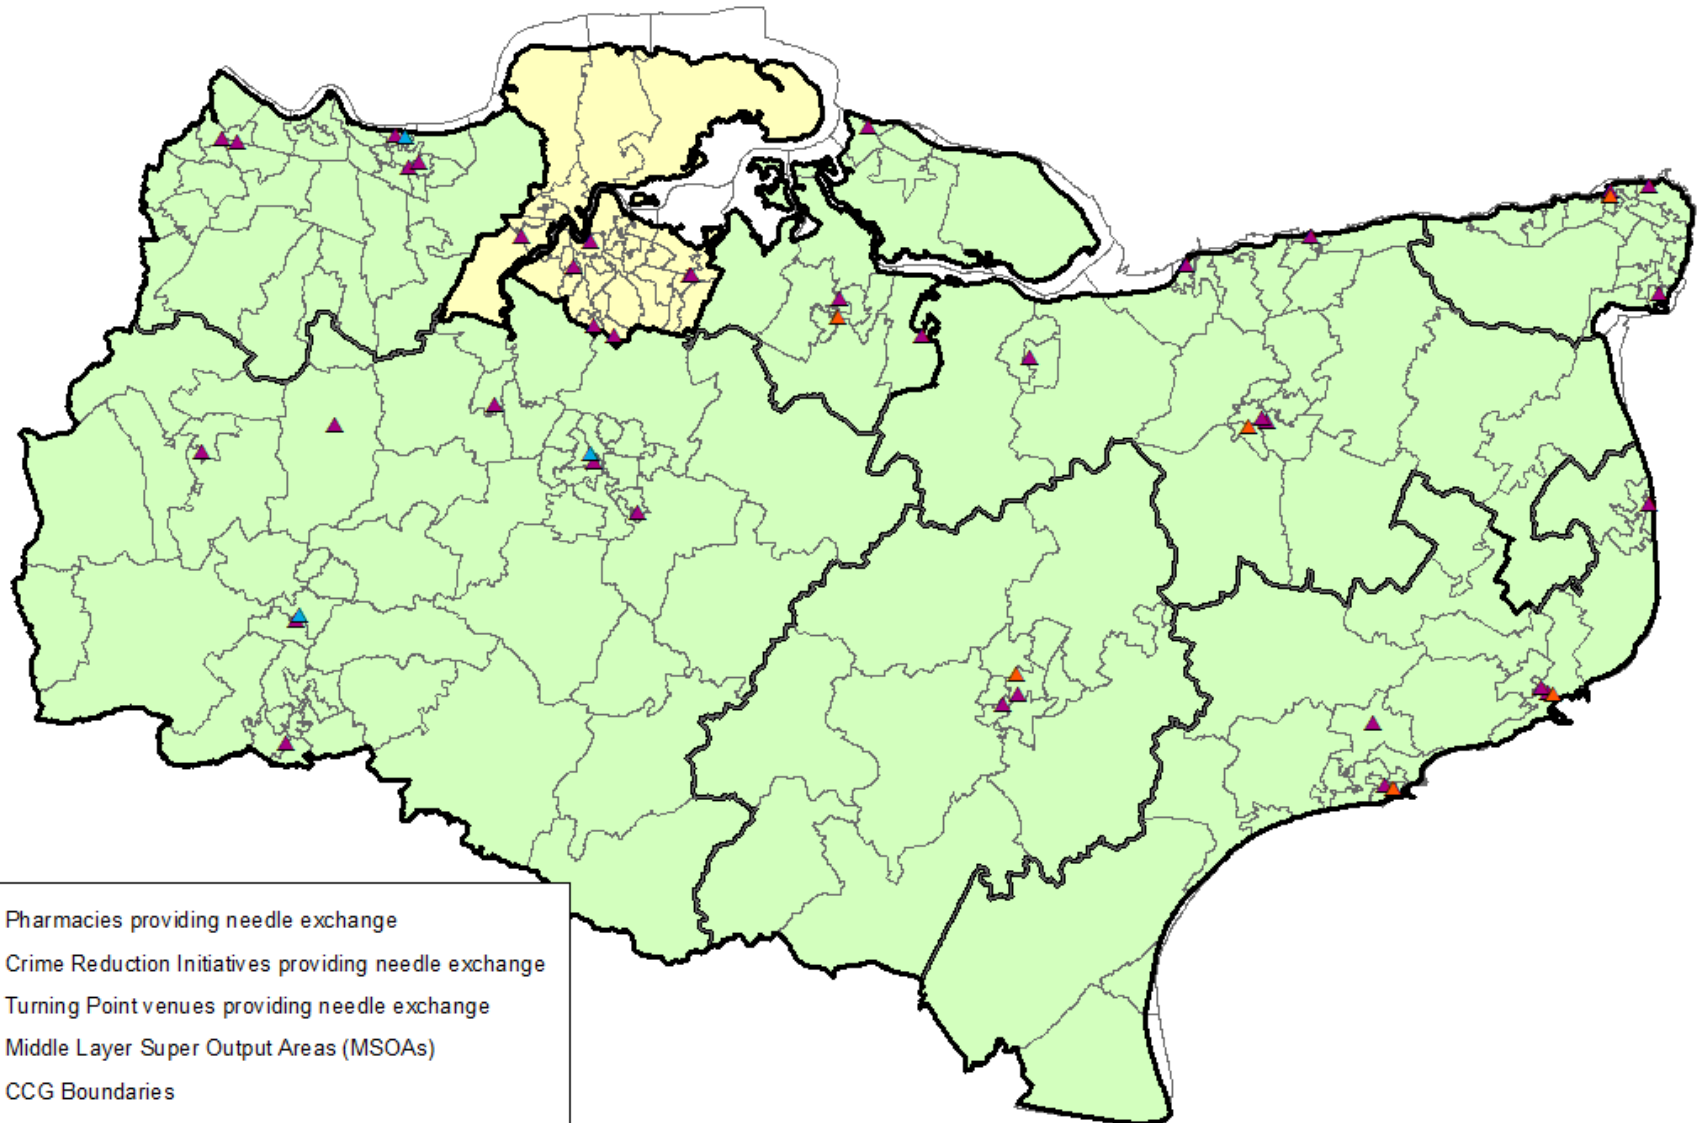 Pharmacies providing needle exchange
Crime Reduction Initiatives providing needle exchange
Turning Point venues providing needle exchange
Middle Layer Super Output Areas (MSOAs)
CCG Boundaries